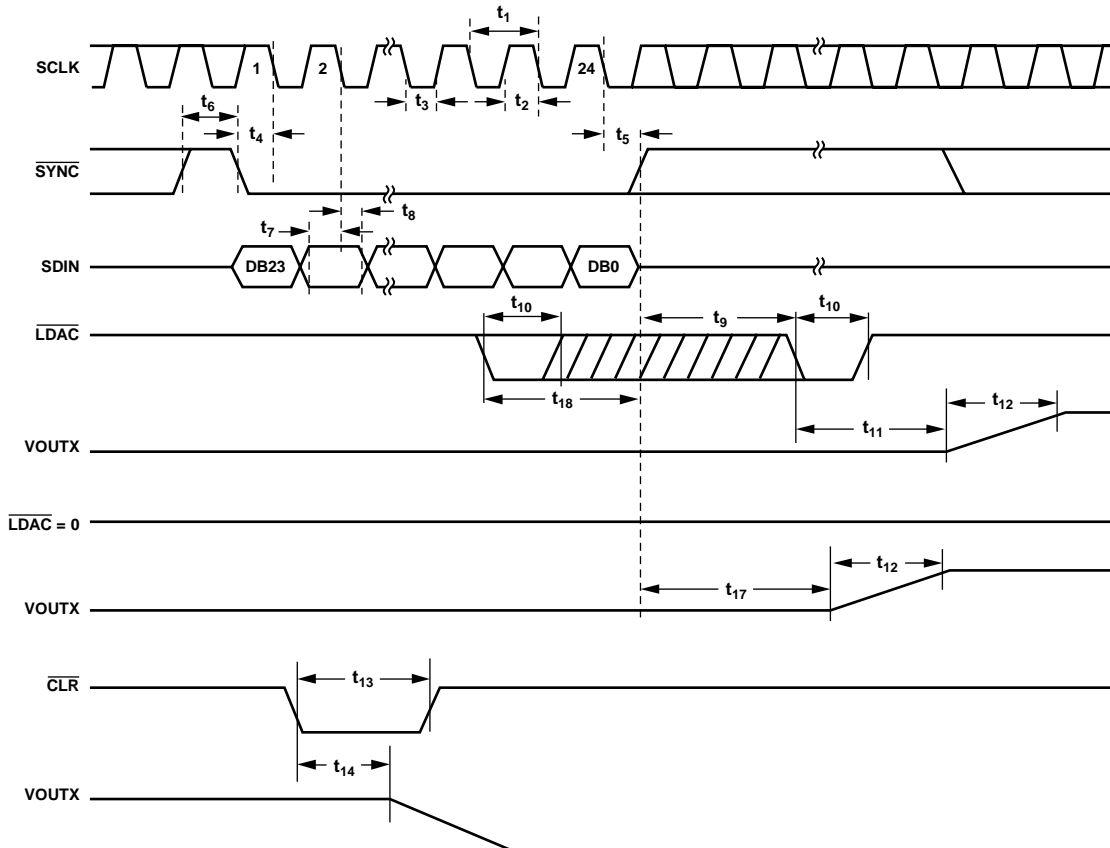 t1
SCLK
1
2
24
t3
t2
t6
t4
t5
SYNC
t8
t7
SDIN
DB23
DB0
t10
t9
t10
LDAC
t18
t12
t11
VOUTX
LDAC = 0
t12
t17
VOUTX
t13
CLR
t14
VOUTX